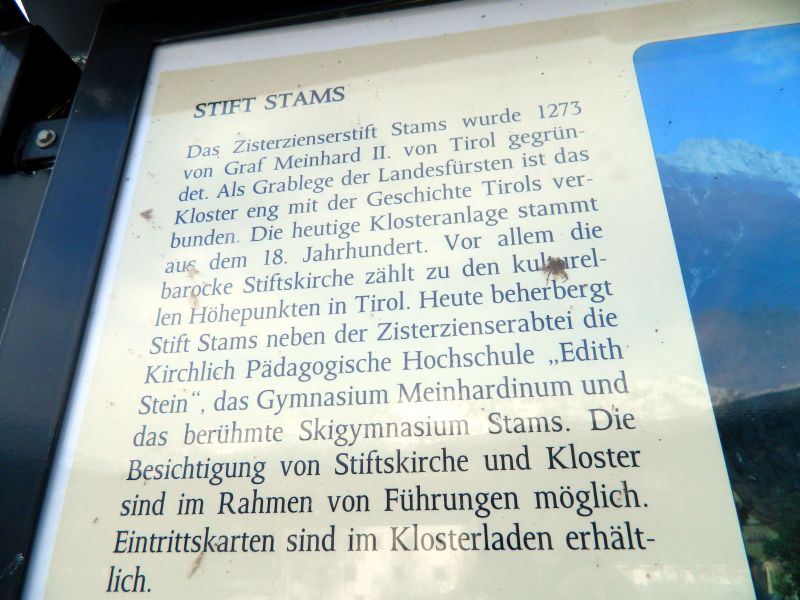 STIFT STAMS
Das Zisterzienserstift Stams wurde 1273
von Graf Meinhard II. von Tirol gegrün-
det. Als Grablege der Landesfürsten ist das
Kloster eng mit der Geschichte Tirols ver-
bunden. Die heutige Klosteranlage stammt
aus dem 18. Jahrhundert. Vor allem die
barocke Stiftskirche zählt zu den kulturel-
len Höhepunkten in Tirol. Heute beherbergt
Stift Stams neben der Zisterzienserabtei die
Kirchlich Pädagogische Hochschule „Edith
Stein“, das Gymnasium Meinhardinum und
das berühmte Skigymnasium Stams. Die
Besichtigung von Stiftskirche und Kloster
sind im Rahmen von Führungen möglich.
Eintrittskarten sind im Klosterladen erhält-
lich.